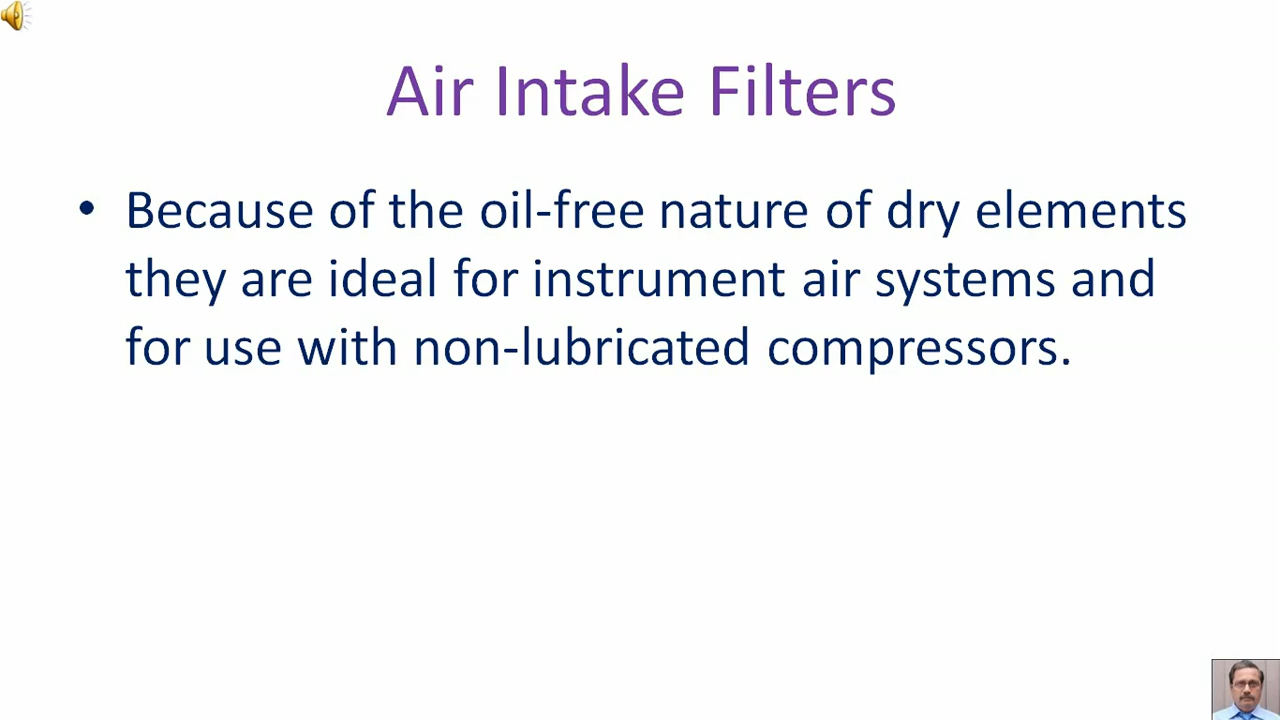 Air Intake Filters
• Because of the oil-free nature of dry elements
they are ideal for instrument air systems and
for use with non-lubricated compressors.